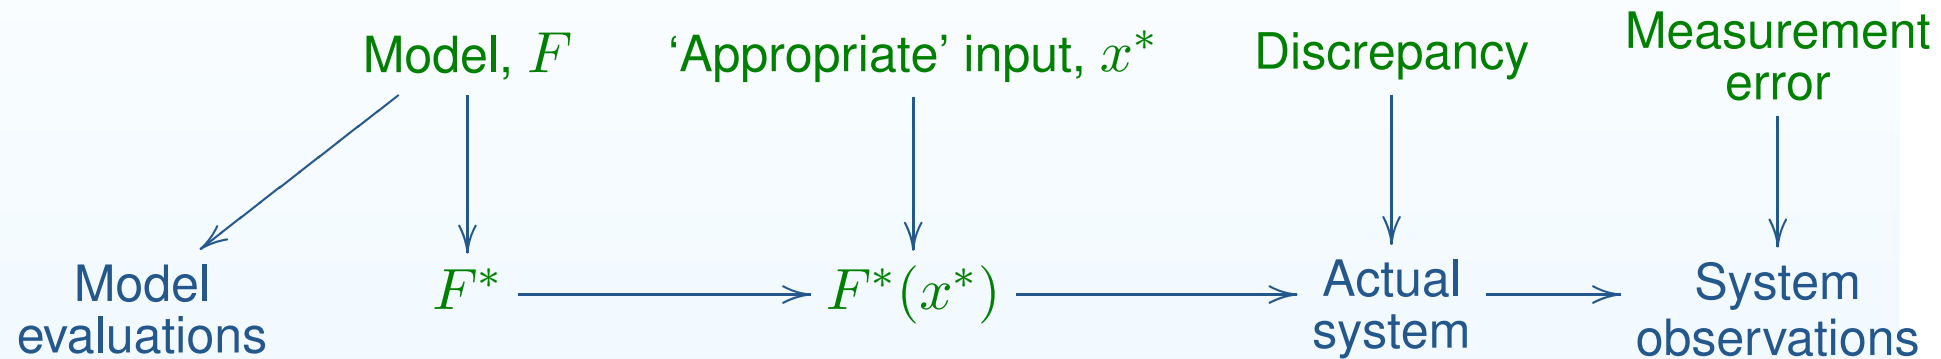 Model, F
‘Appropriate’ input, x*
Discrepancy
Measurement
error
Model
evaluations
F*
F*(x*)
Actual
system
System
observations